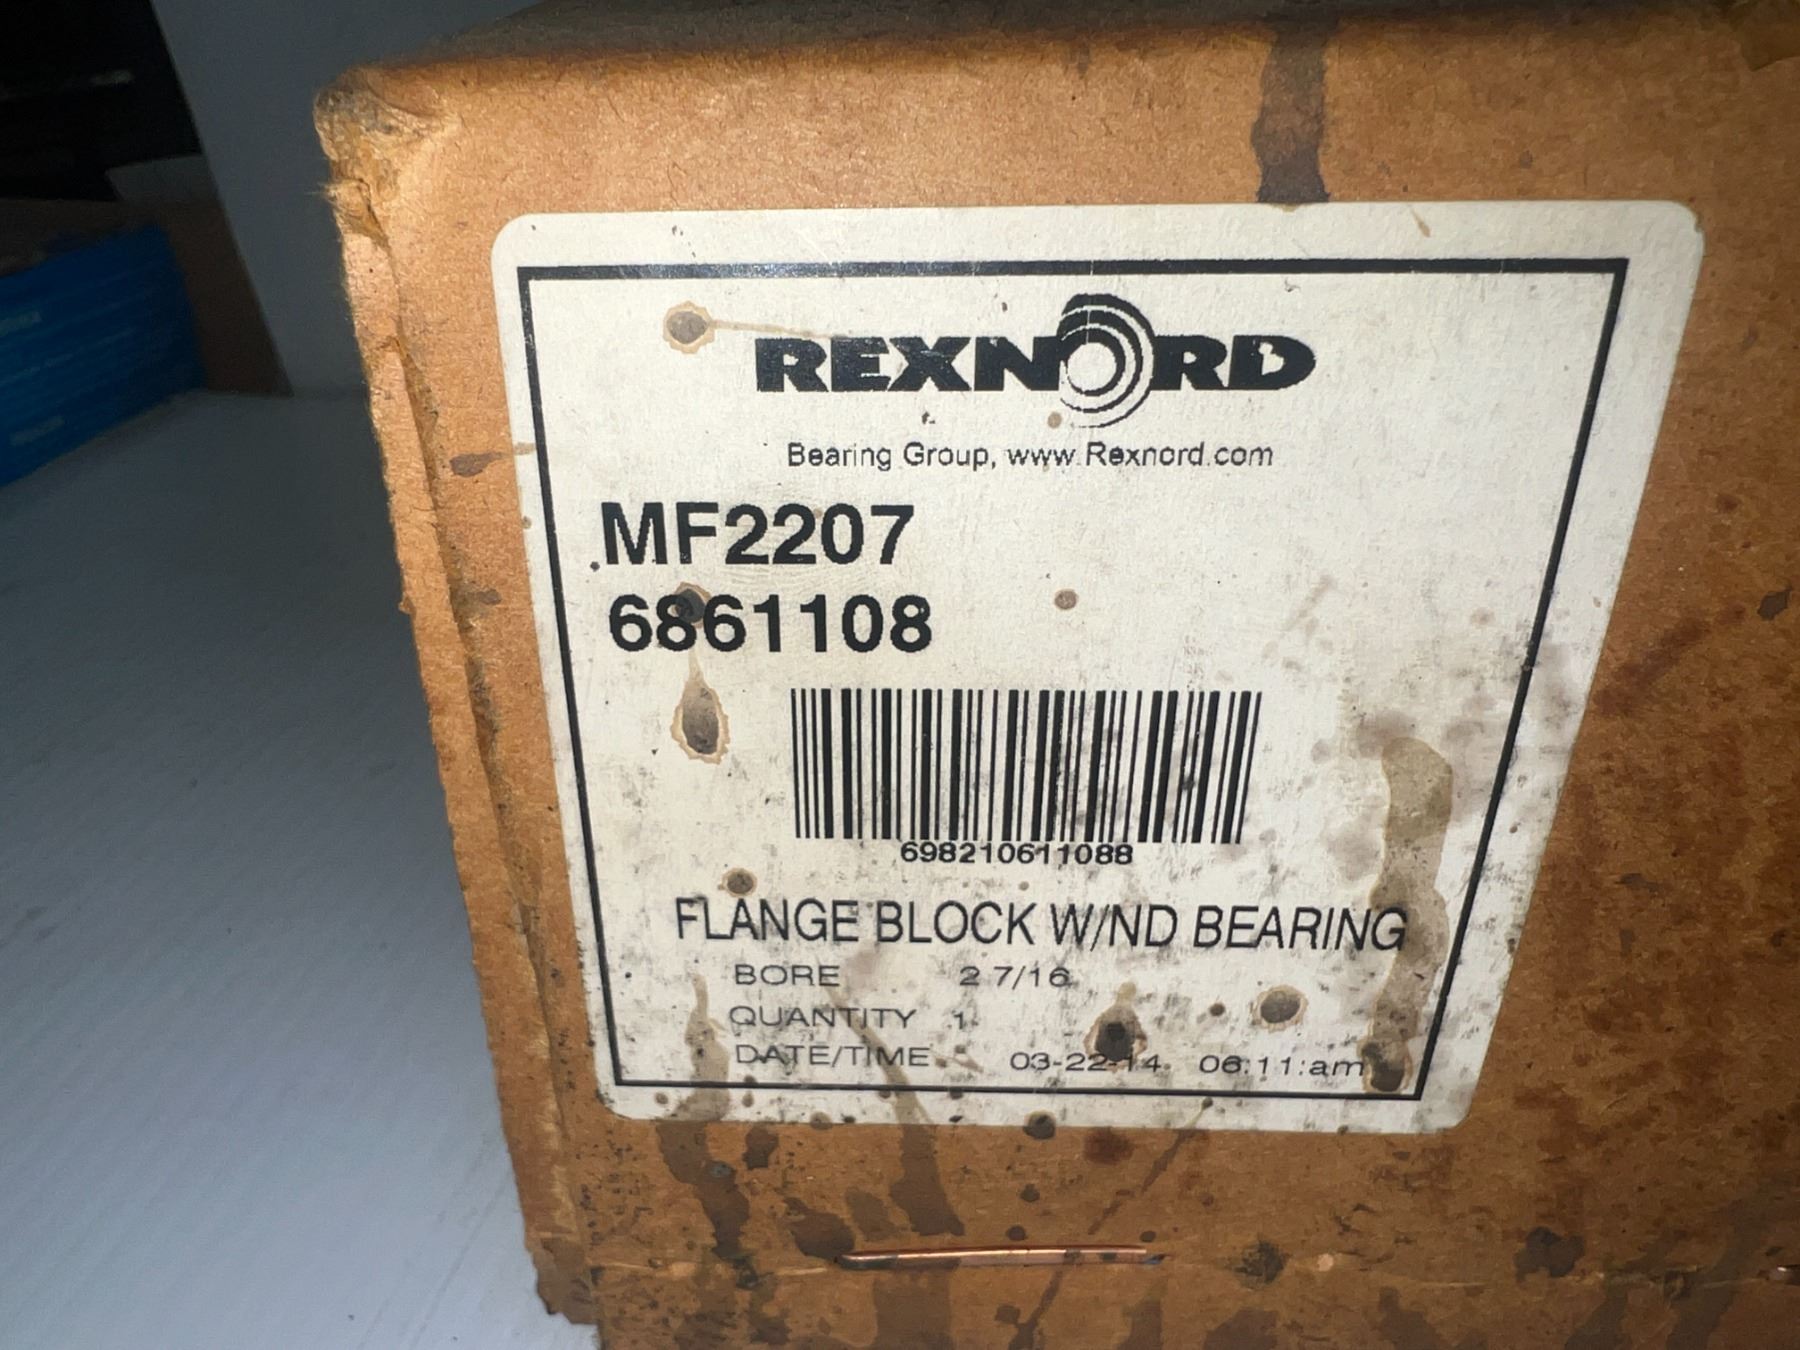 REXNORD
Bearing Group, www.Rexnord.com
MF2207
6861108
698210611088
FLANGE BLOCK W/ND BEARING
BORE 2 7/16
QUANTITY 1
DATE/TIME 03-22-14 06:11:am